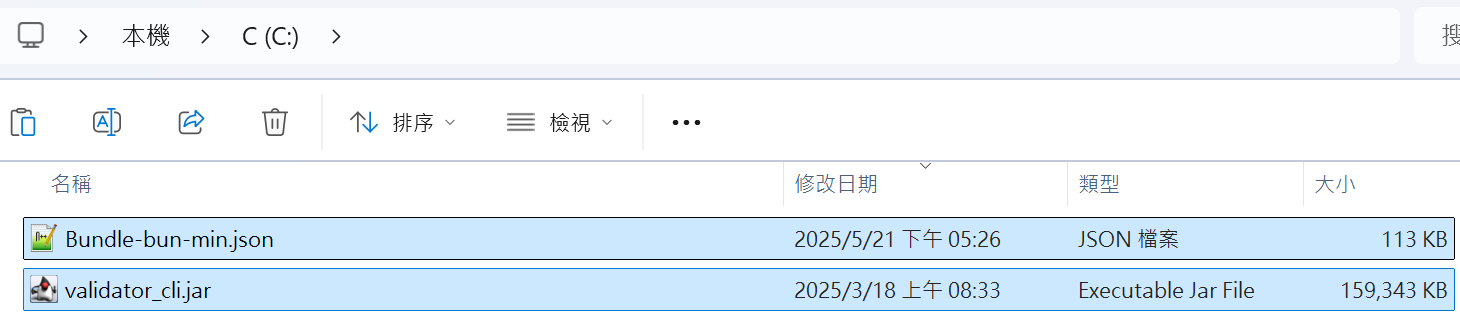 本機 C (C:) 搜
排序 檢視
名稱 修改日期 類型 大小
Bundle-bun-min.json 2025/5/21 下午 05:26 JSON 檔案 113 KB
validator_cli.jar 2025/3/18 上午 08:33 Executable Jar File 159,343 KB